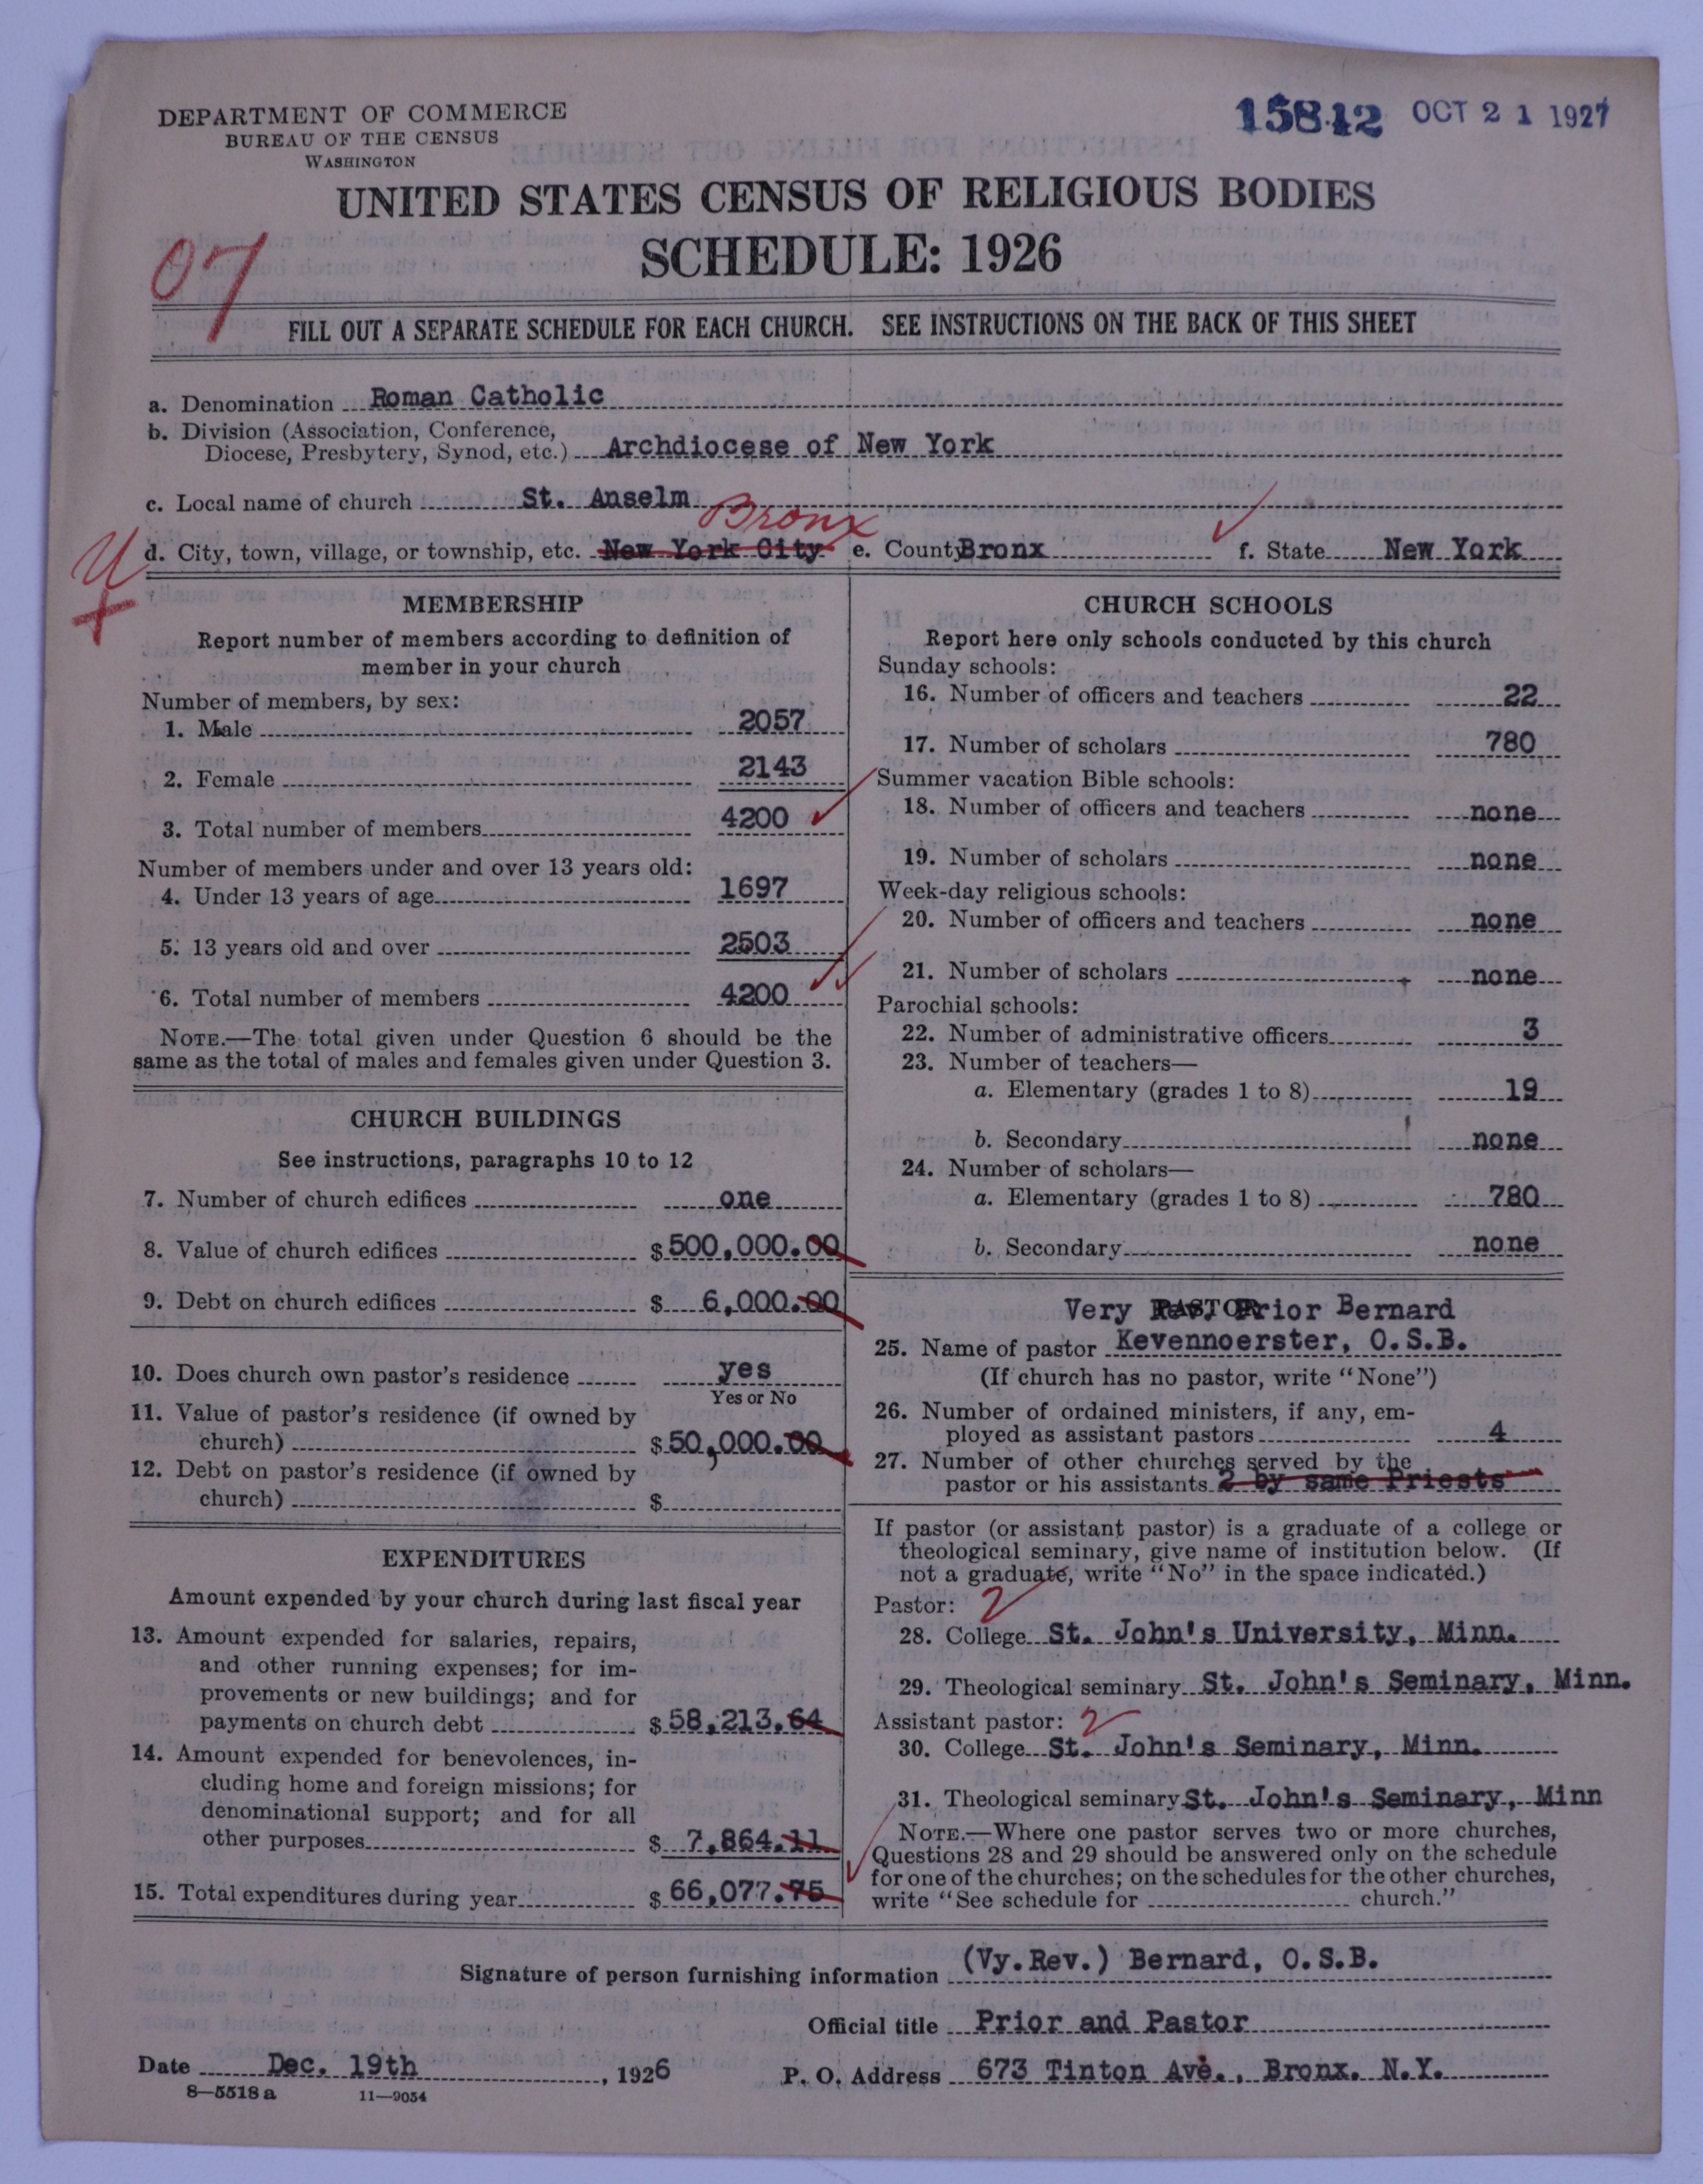 DEPARTMENT OF COMMERCE
BUREAU OF THE CENSUS
WASHINGTON
15842 OCT 21 1927
UNITED STATES CENSUS OF RELIGIOUS BODIES
SCHEDULE: 1926
07
FILL OUT A SEPARATE SCHEDULE FOR EACH CHURCH. SEE INSTRUCTIONS ON THE BACK OF THIS SHEET
a. Denomination Roman Catholic
b. Division (Association, Conference,
Diocese, Presbytery, Synod, etc.) Archdiocese of New York
c. Local name of church St. Anselm
Bronx
U
d. City, town, village, or township, etc. New York City e. County Bronx f. State New York
MEMBERSHIP
Report number of members according to definition of
member in your church
Number of members, by sex:
1. Male 2057
2. Female 2143
3. Total number of members 4200
Number of members under and over 13 years old:
4. Under 13 years of age 1697
5. 13 years old and over 2503
6. Total number of members 4200
NOTE.—The total given under Question 6 should be the
same as the total of males and females given under Question 3.
CHURCH BUILDINGS
See instructions, paragraphs 10 to 12
7. Number of church edifices one
8. Value of church edifices $500,000.00
9. Debt on church edifices $ 6,000.00
10. Does church own pastor's residence yes
Yes or No
11. Value of pastor's residence (if owned by
church) $50,000.00
12. Debt on pastor's residence (if owned by
church) $
EXPENDITURES
Amount expended by your church during last fiscal year
13. Amount expended for salaries, repairs,
and other running expenses; for im-
provements or new buildings; and for
payments on church debt $58,213.64
14. Amount expended for benevolences, in-
cluding home and foreign missions; for
denominational support; and for all
other purposes $ 7,864.11
15. Total expenditures during year $66,077.75
CHURCH SCHOOLS
Report here only schools conducted by this church
Sunday schools:
16. Number of officers and teachers 22
17. Number of scholars 780
Summer vacation Bible schools:
18. Number of officers and teachers none
19. Number of scholars none
Week-day religious schools:
20. Number of officers and teachers none
21. Number of scholars none
Parochial schools:
22. Number of administrative officers 3
23. Number of teachers—
a. Elementary (grades 1 to 8) 19
b. Secondary none
24. Number of scholars—
a. Elementary (grades 1 to 8) 780
b. Secondary none
PASTOR
Very Rev. Prior Bernard
25. Name of pastor Kevennoerster, O.S.B.
(If church has no pastor, write "None")
26. Number of ordained ministers, if any, em-
ployed as assistant pastors 4
27. Number of other churches served by the
pastor or his assistants 2 by same Priests
If pastor (or assistant pastor) is a graduate of a college or
theological seminary, give name of institution below. (If
not a graduate, write "No" in the space indicated.)
Pastor: 2
28. College St. John's University, Minn.
29. Theological seminary St. John's Seminary, Minn.
Assistant pastor: 2
30. College St. John's Seminary, Minn.
31. Theological seminary St. John's Seminary, Minn
NOTE.—Where one pastor serves two or more churches,
Questions 28 and 29 should be answered only on the schedule
for one of the churches; on the schedules for the other churches,
write "See schedule for church."
Signature of person furnishing information (Vy.Rev.) Bernard, O.S.B.
Official title Prior and Pastor
Date Dec. 19th, 1926 P. O. Address 673 Tinton Ave., Bronx. N.Y.
8—5518 a 11—9054